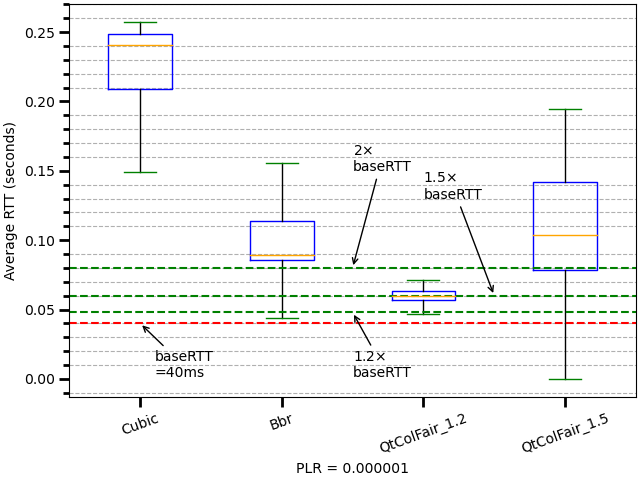 0.25
0.20
0.15
0.10
0.05
0.00
Average RTT (seconds)
2×
baseRTT
1.5×
baseRTT
baseRTT
=40ms
1.2×
baseRTT
Cubic
Bbr
QtColFair_1.2
QtColFair_1.5
PLR = 0.000001